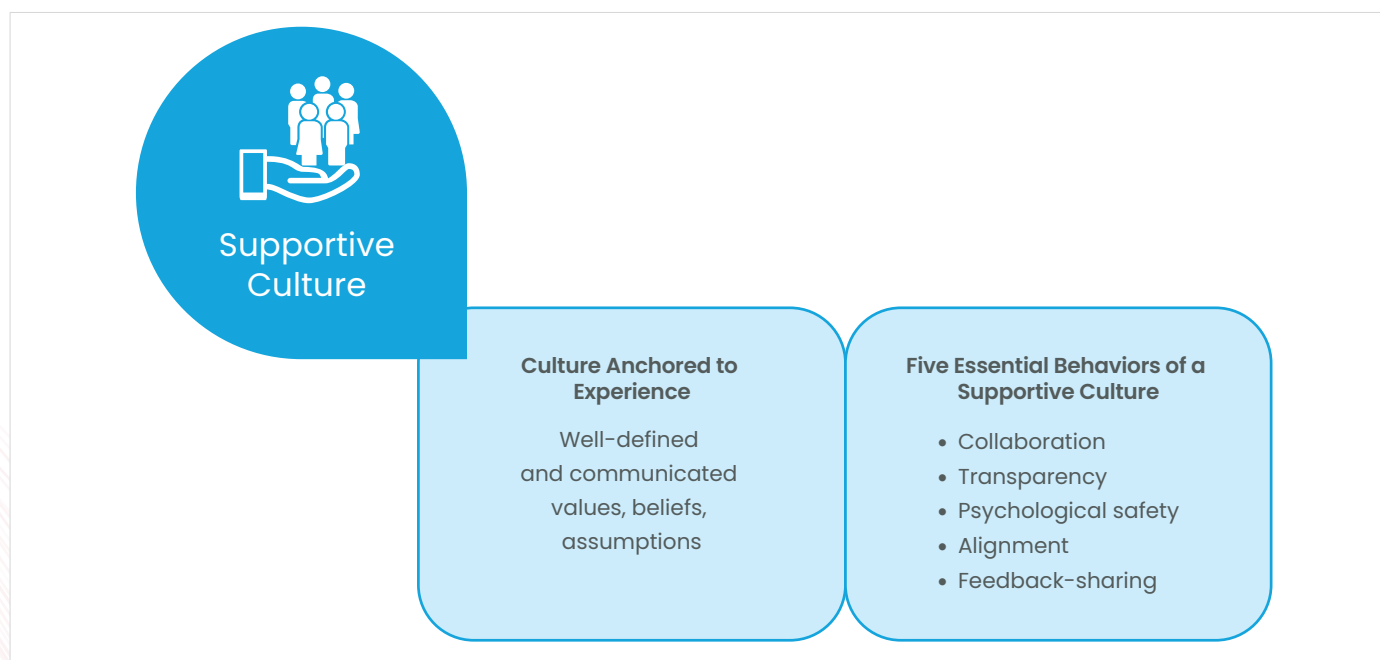 Supportive
Culture
Culture Anchored to
Experience
Well-defined
and communicated
values, beliefs,
assumptions
Five Essential Behaviors of a
Supportive Culture
• Collaboration
• Transparency
• Psychological safety
• Alignment
• Feedback-sharing